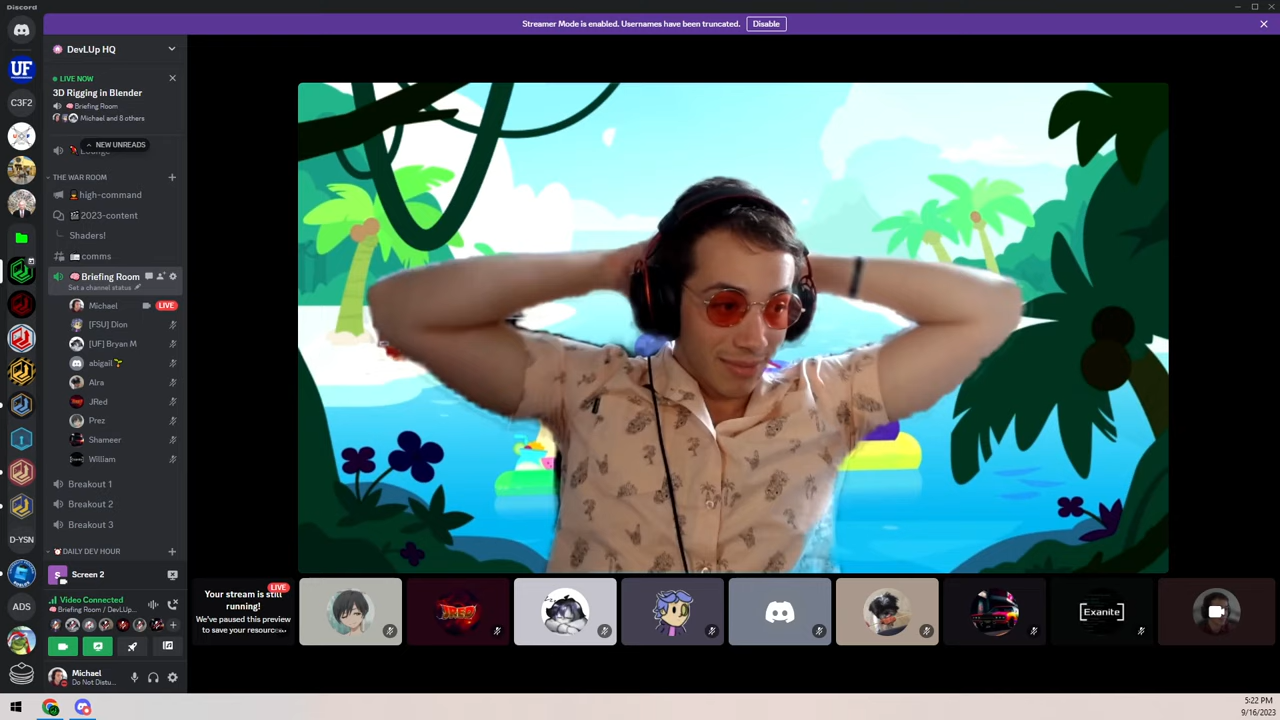 Discord
Streamer Mode is enabled. Usernames have been truncated.
Disable
UF
C3F2
D-YSN
ADS
DevLUp HQ
LIVE NOW
3D Rigging in Blender
Briefing Room
Michael and 8 others
NEW UNREADS
Lounge
THE WAR ROOM
high-command
2023-content
Shaders!
comms
Briefing Room
Set a channel status
Michael
LIVE
[FSU] Dion
[UF] Bryan M
abigail
Alra
JRed
Prez
Shameer
William
Breakout 1
Breakout 2
Breakout 3
DAILY DEV HOUR
Screen 2
Video Connected
Briefing Room / DevLUp...
Michael
Do Not Distu...
LIVE
Your stream is still
running!
We've paused this preview
to save your resources.
JRED
Exanite
5:22 PM
9/16/2023